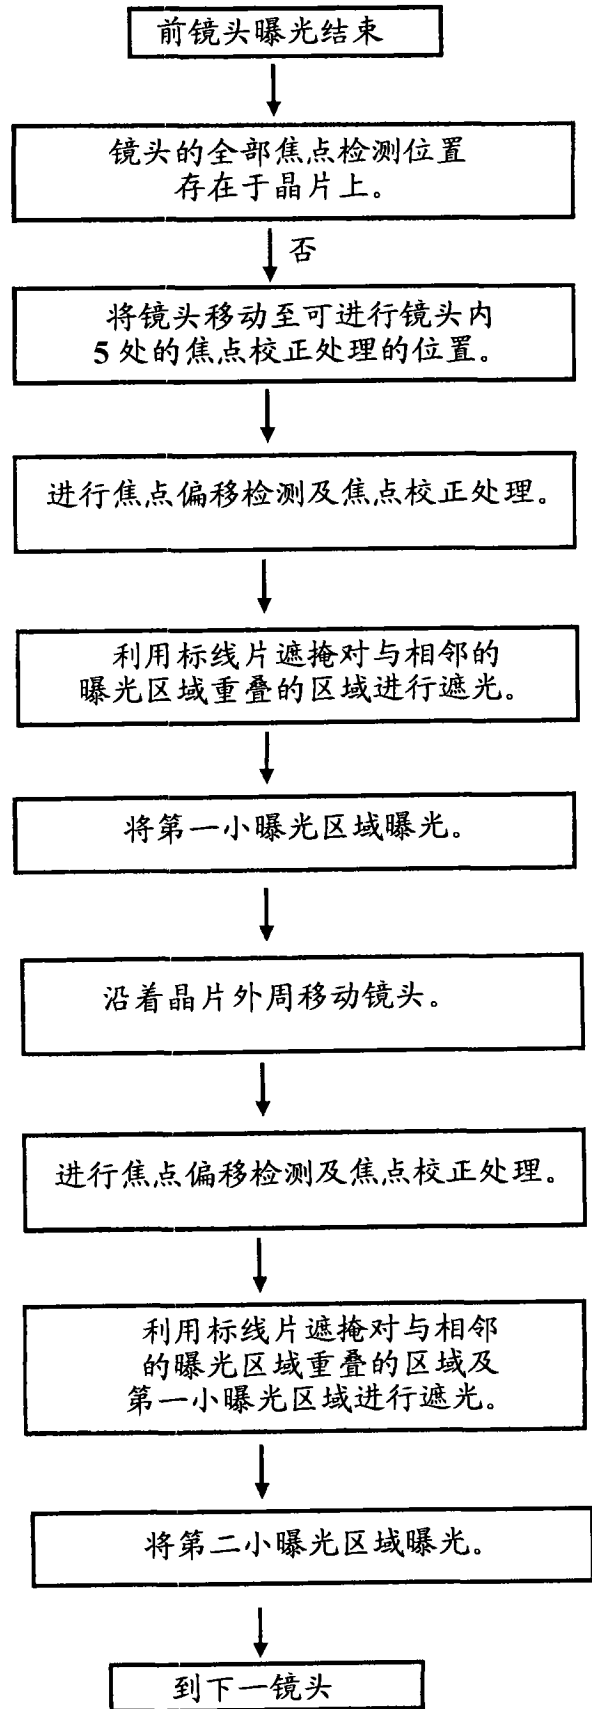 前镜头曝光结束
镜头的全部焦点检测位置
存在于晶片上。
否
将镜头移动至可进行镜头内
5处的焦点校正处理的位置。
进行焦点偏移检测及焦点校正处理。
利用标线片遮掩对与相邻的
曝光区域重叠的区域进行遮光。
将第一小曝光区域曝光。
沿着晶片外周移动镜头。
进行焦点偏移检测及焦点校正处理。
利用标线片遮掩对与相邻
的曝光区域重叠的区域及
第一小曝光区域进行遮光。
将第二小曝光区域曝光。
到下一镜头